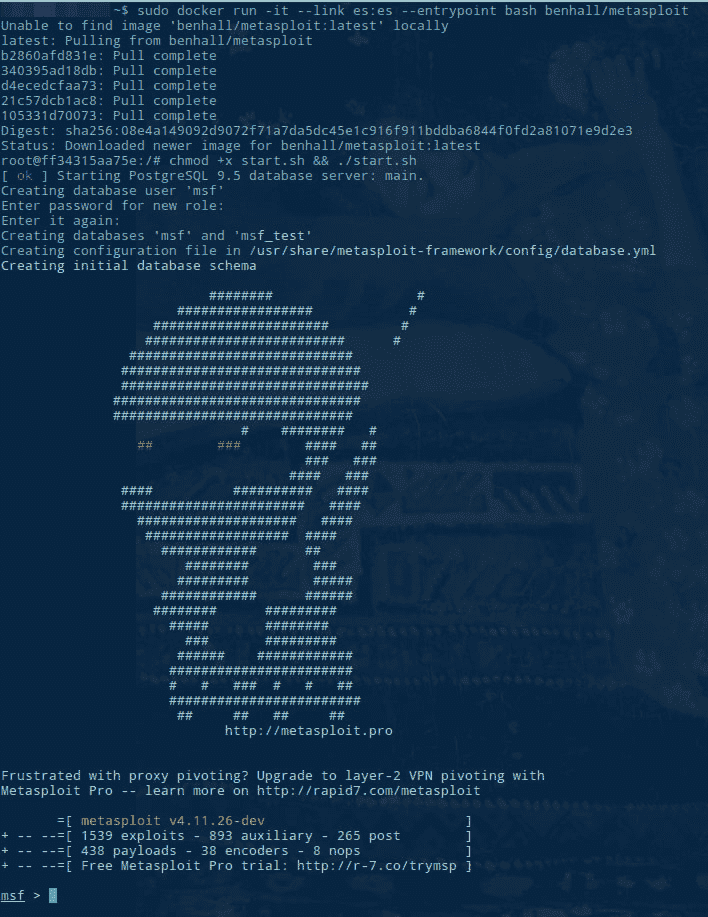 ~$ sudo docker run -it --link es:es --entrypoint bash benhall/metasploit
Unable to find image 'benhall/metasploit:latest' locally
latest: Pulling from benhall/metasploit
b2860afd831e: Pull complete
340395ad18db: Pull complete
d4ecedcfaa73: Pull complete
21c57dcb1ac8: Pull complete
105331d70073: Pull complete
Digest: sha256:08e4a149092d9072f71a7da5dc45e1c916f911bddba6844f0fd2a81071e9d2e3
Status: Downloaded newer image for benhall/metasploit:latest
root@ff34315aa75e:/# chmod +x start.sh && ./start.sh
[ ok ] Starting PostgreSQL 9.5 database server: main.
Creating database user 'msf'
Enter password for new role:
Enter it again:
Creating databases 'msf' and 'msf_test'
Creating configuration file in /usr/share/metasploit-framework/config/database.yml
Creating initial database schema
http://metasploit.pro
Frustrated with proxy pivoting? Upgrade to layer-2 VPN pivoting with
Metasploit Pro -- learn more on http://rapid7.com/metasploit
=[ metasploit v4.11.26-dev ]
+ -- --=[ 1539 exploits - 893 auxiliary - 265 post ]
+ -- --=[ 438 payloads - 38 encoders - 8 nops ]
+ -- --=[ Free Metasploit Pro trial: http://r-7.co/trymsp ]
msf >